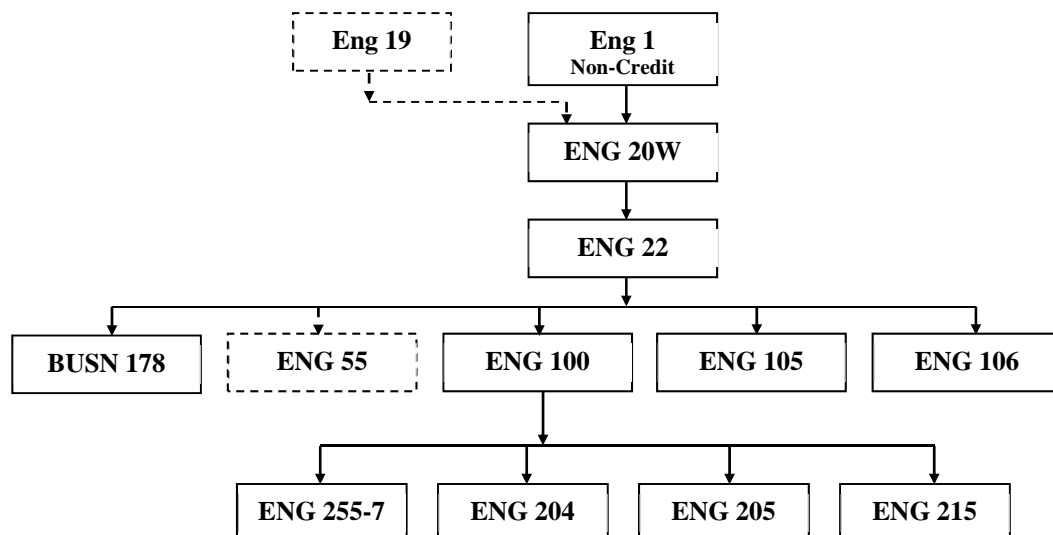 Eng 19
Eng 1
Non-Credit
ENG 20W
ENG 22
BUSN 178
ENG 55
ENG 100
ENG 105
ENG 106
ENG 255-7
ENG 204
ENG 205
ENG 215